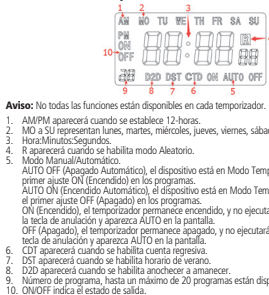 1 2 3
AM MO TU WE TH FR SA SU
PM
ON
OFF
R
10
D2D DST CTD ON AUTO OFF
9 8 7 6 5
Aviso: No todas las funciones están disponibles en cada temporizador.
1. AM/PM aparecerá cuando se establece 12-horas.
2. MO a SU representan lunes, martes, miércoles, jueves, viernes, sábad
3. Hora:Minutos:Segundos.
4. R aparecerá cuando se habilita modo Aleatorio.
5. Modo Manual/Automático.
AUTO OFF (Apagado Automático), el dispositivo está en Modo Temp
primer ajuste ON (Encendido) en los programas.
AUTO ON (Encendido Automático), el dispositivo está en Modo Tem
el primer ajuste OFF (Apagado) en los programas.
ON (Encendido), el temporizador permanece encendido, y no ejecuta
la tecla de anulación y aparezca AUTO en la pantalla.
OFF (Apagado), el temporizador permanece apagado, y no ejecutará
tecla de anulación y aparezca AUTO en la pantalla.
6. CDT aparecerá cuando se habilita cuenta regresiva.
7. DST aparecerá cuando se habilita horario de verano.
8. D2D aparecerá cuando se habilita anochecer a amanecer.
9. Número de programa, hasta un máximo de 20 programas están disp
10. ON/OFF indica el estado de salida.